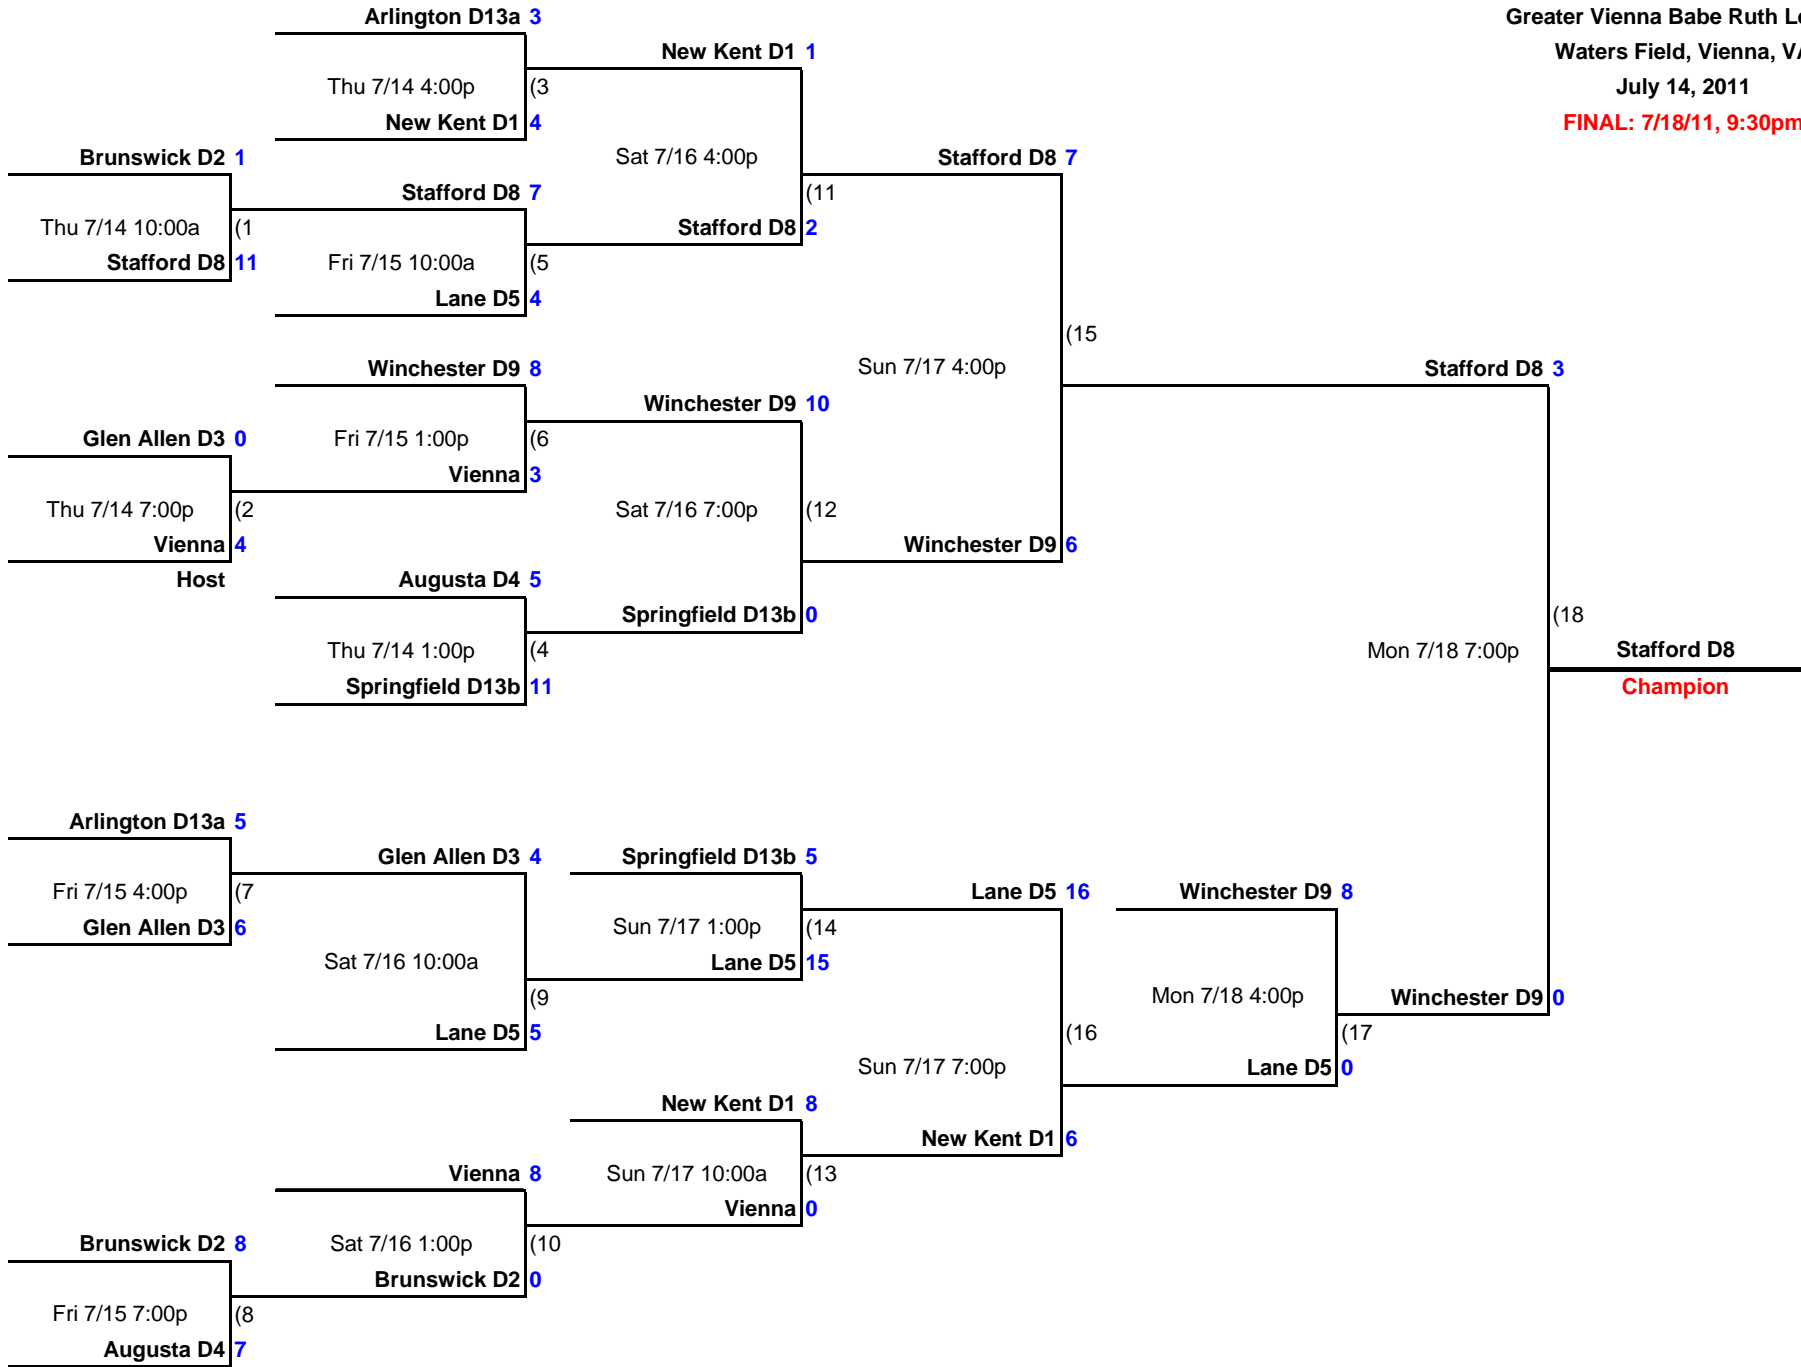 Arlington D13a 3
Greater Vienna Babe Ruth Le
New Kent D1 1
Waters Field, Vienna, VA
Thu 7/14 4:00p (3
July 14, 2011
New Kent D1 4
FINAL: 7/18/11, 9:30pm
Brunswick D2 1
Sat 7/16 4:00p
Stafford D8 7
Stafford D8 7
(11
Thu 7/14 10:00a (1
Stafford D8 2
Stafford D8 11
Fri 7/15 10:00a (5
Lane D5 4
(15
Winchester D9 8
Sun 7/17 4:00p
Stafford D8 3
Winchester D9 10
Glen Allen D3 0
Fri 7/15 1:00p (6
Vienna 3
Thu 7/14 7:00p (2
Sat 7/16 7:00p (12
Vienna 4
Winchester D9 6
Host
Augusta D4 5
Springfield D13b 0
(18
Thu 7/14 1:00p (4
Mon 7/18 7:00p
Stafford D8
Springfield D13b 11
Champion
Arlington D13a 5
Glen Allen D3 4
Springfield D13b 5
Fri 7/15 4:00p (7
Lane D5 16
Winchester D9 8
Glen Allen D3 6
Sun 7/17 1:00p (14
Sat 7/16 10:00a
Lane D5 15
(9
Mon 7/18 4:00p
Winchester D9 0
Lane D5 5
(16
(17
Sun 7/17 7:00p
Lane D5 0
New Kent D1 8
New Kent D1 6
Vienna 8
Sun 7/17 10:00a (13
Vienna 0
Brunswick D2 8
Sat 7/16 1:00p (10
Brunswick D2 0
Fri 7/15 7:00p (8
Augusta D4 7